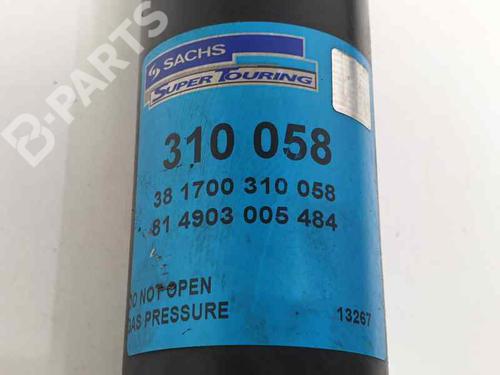 B-PARTS
SACHS
SUPER TOURING
310 058
38 1700 310 058
81 4903 005 484
DO NOT OPEN
GAS PRESSURE
13267